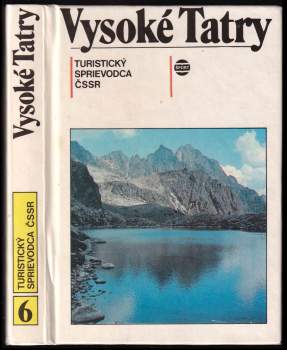 Vysoké Tatry
TURISTICKÝ
SPRIEVODCA
ČSSR
ŠPORT
Vysoké Tatry
TURISTICKÝ
SPRIEVODCA ČSSR
6